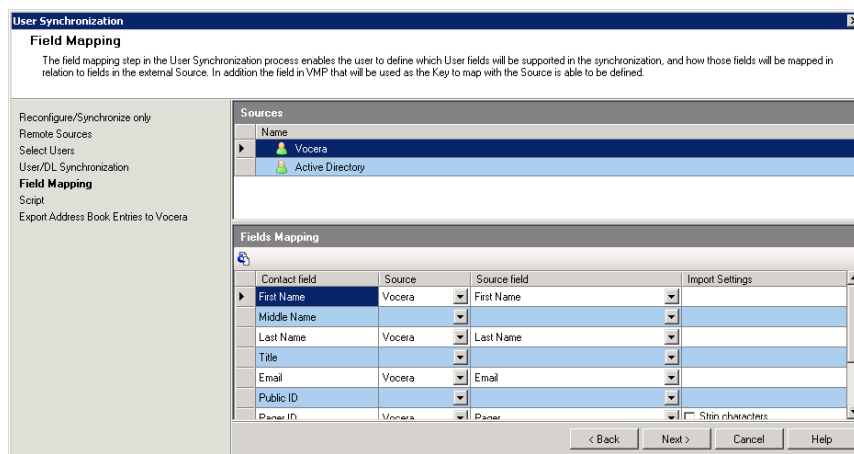 User Synchronization
Field Mapping
The field mapping step in the User Synchronization process enables the user to define which User fields will be supported in the synchronization, and how those fields will be mapped in
relation to fields in the external Source. In addition the field in VMP that will be used as the Key to map with the Source is able to be defined.
Reconfigure/Synchronize only
Remote Sources
Select Users
User/DL Synchronization
Field Mapping
Script
Export Address Book Entries to Vocera
Sources
Name
Vocera
Active Directory
Fields Mapping
Contact field Source Source field Import Settings
First Name Vocera First Name
Middle Name
Last Name Vocera Last Name
Title
Email Vocera Email
Public ID
Pager ID Vocera Pager Strip characters
< Back Next > Cancel Help